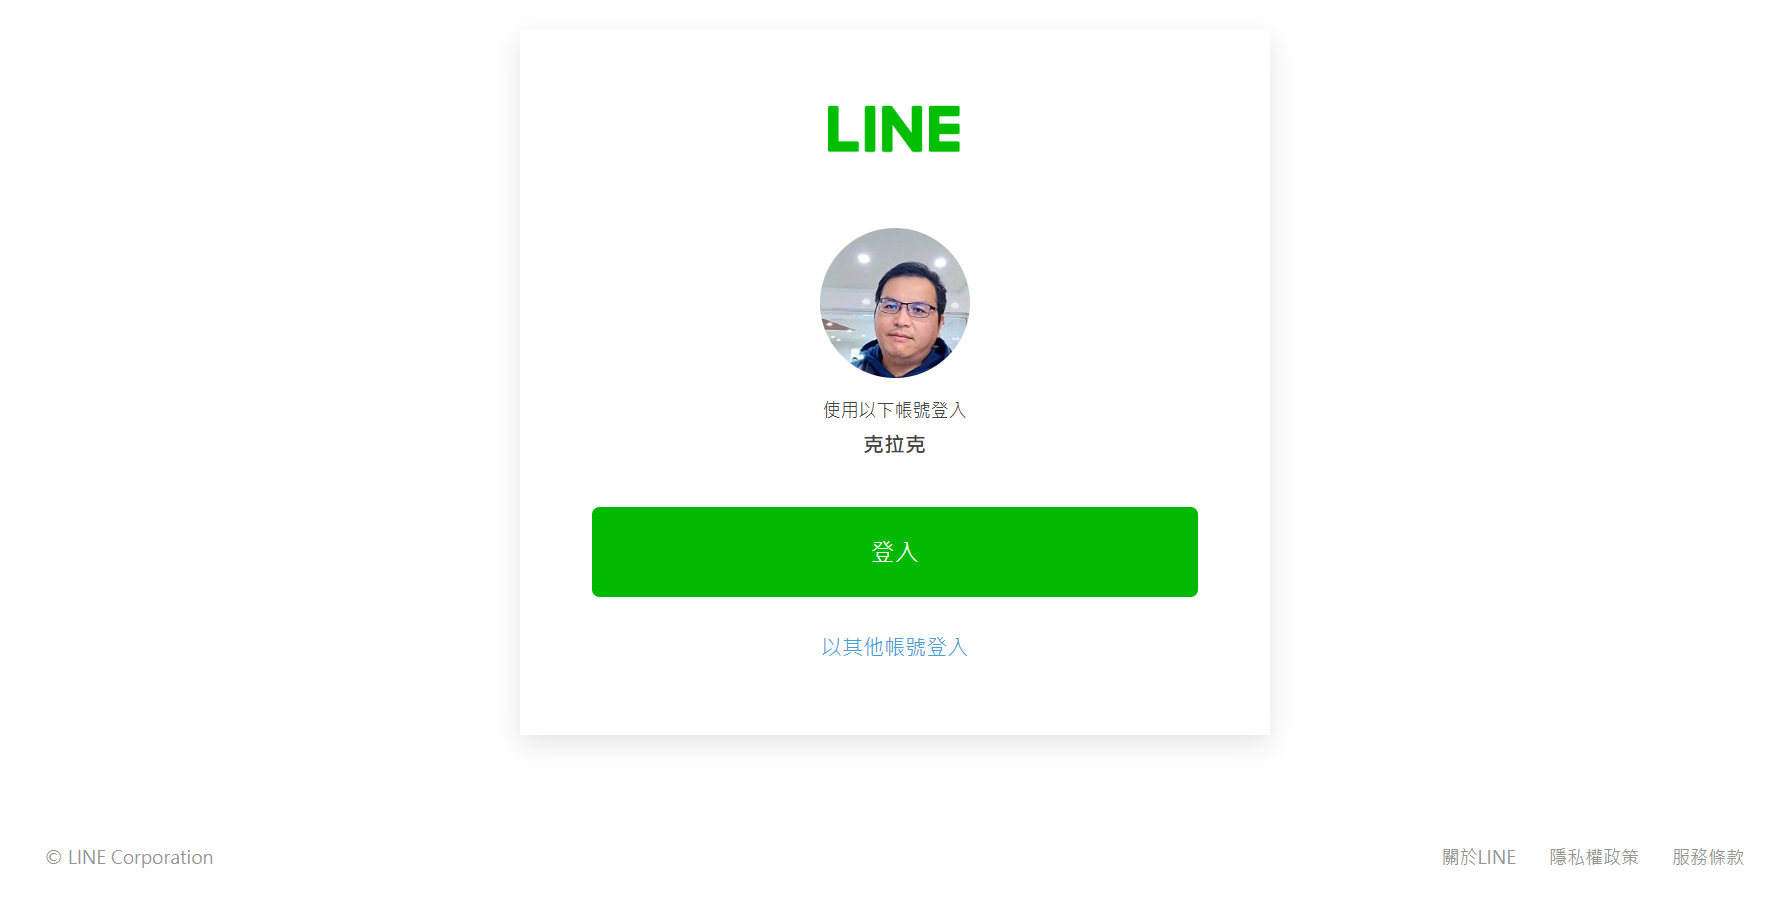 LINE
使用以下帳號登入
克拉克
登入
以其他帳號登入
© LINE Corporation
關於LINE 隱私權政策 服務條款